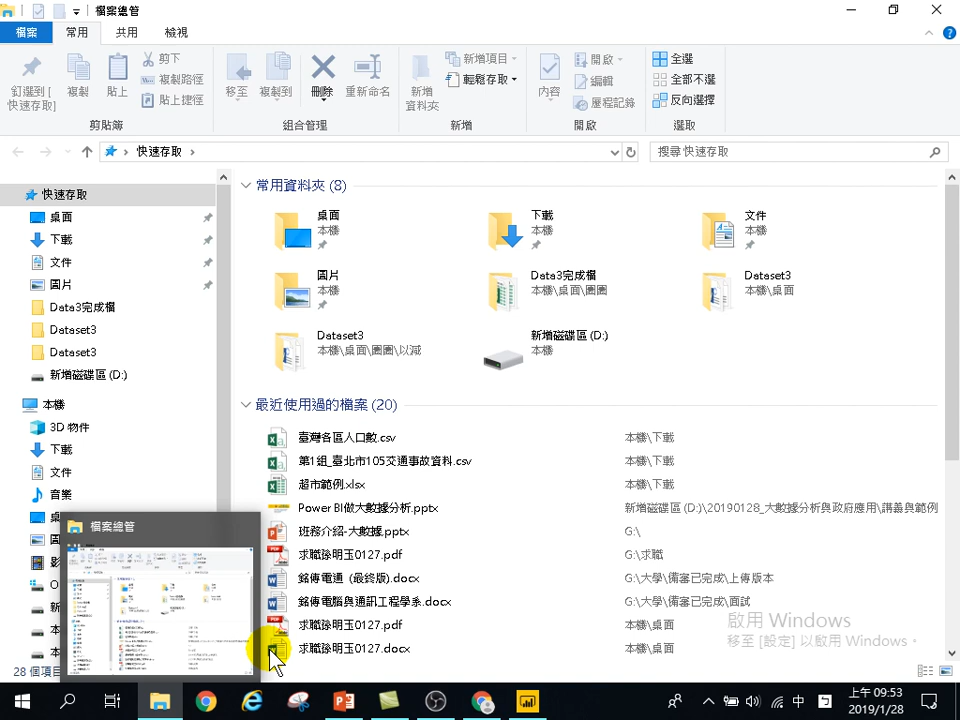 檔案總管
檔案 常用 共用 檢視
釘選到 [快速存取]
複製
貼上
剪下
複製路徑
貼上捷徑
移至
複製到
刪除
重新命名
新增資料夾
新增項目
輕鬆存取
內容
開啟
編輯
歷程記錄
全選
全部不選
反向選擇
剪貼簿 組合管理 新增 開啟 選取
快速存取
搜尋 快速存取
快速存取
桌面
下載
文件
圖片
Data3完成檔
Dataset3
Dataset3
新增磁碟區 (D:)
本機
3D 物件
下載
文件
音樂
檔案總管
28 個項目
常用資料夾 (8)
桌面
本機
下載
本機
文件
本機
圖片
本機
Data3完成檔
本機\桌面\圈圈
Dataset3
本機\桌面
Dataset3
本機\桌面\圈圈\以減
新增磁碟區 (D:)
本機
最近使用過的檔案 (20)
臺灣各區人口數.csv 本機\下載
第1組_臺北市105交通事故資料.csv 本機\下載
超市範例.xlsx 本機\下載
Power BI做大數據分析.pptx 新增磁碟區 (D:)\20190128_大數據分析與政府應用\講義與範例
班務介紹-大數據.pptx G:\
求職餘明玉0127.pdf G:\求職
銘傳電通 (最終版).docx G:\大學\備審已完成\上傳版本
銘傳電腦與通訊工程學系.docx G:\大學\備審已完成\面試
求職餘明玉0127.pdf 本機\桌面
求職餘明玉0127.docx 本機\桌面
啟用 Windows
移至 [設定] 以啟用 Windows。
中
上午 09:53
2019/1/28